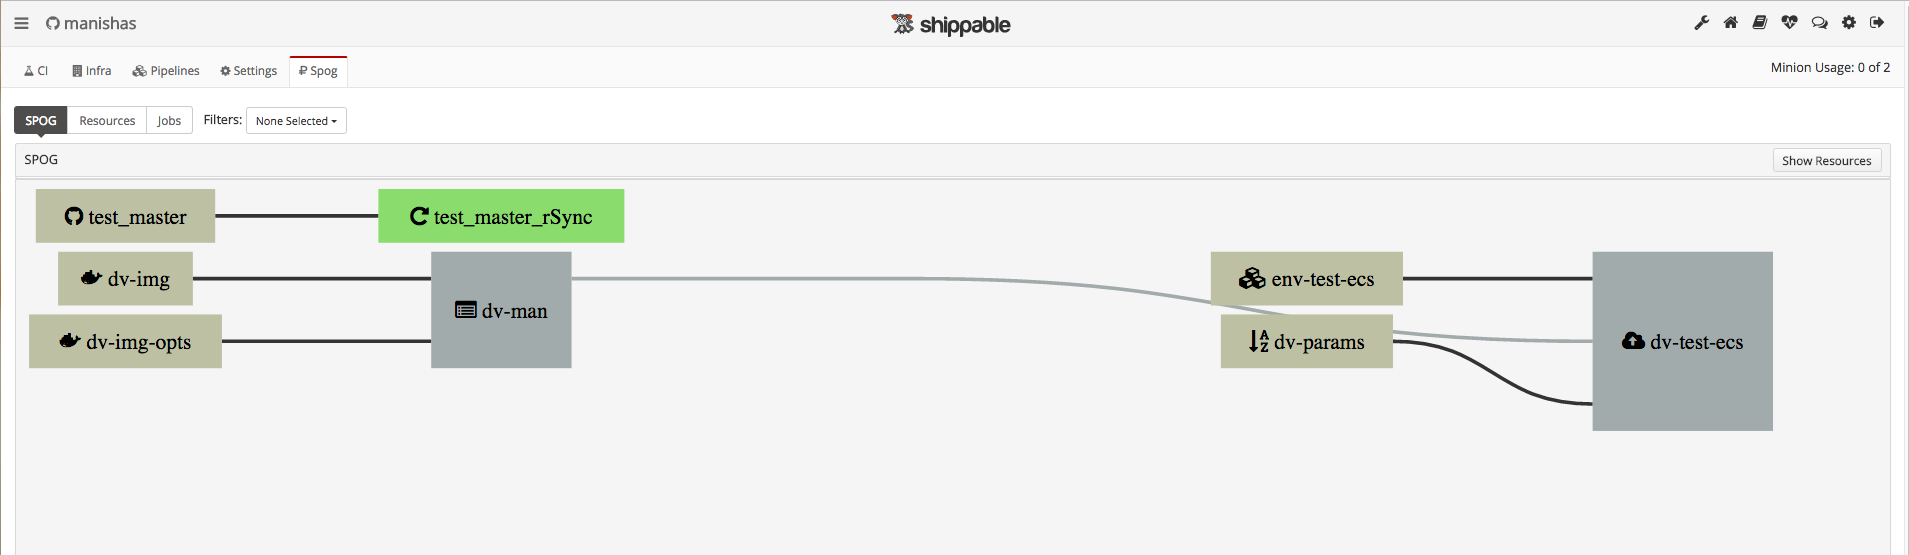 manishas
shippable
CI Infra Pipelines Settings Spog
Minion Usage: 0 of 2
SPOG Resources Jobs Filters: None Selected
SPOG
Show Resources
test_master test_master_rSync
dv-img env-test-ecs
dv-man
dv-img-opts dv-params dv-test-ecs